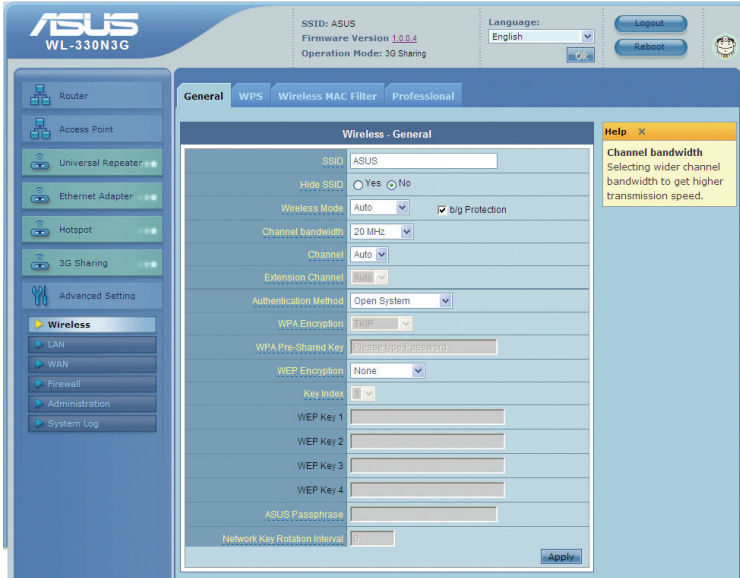 ASUS
WL-330N3G
SSID: ASUS
Firmware Version 1.0.0.4
Operation Mode: 3G Sharing
Language:
English
Ok
Logout
Reboot
Router
Access Point
Universal Repeater
Ethernet Adapter
Hotspot
3G Sharing
Advanced Setting
Wireless
LAN
WAN
Firewall
Administration
System Log
General WPS Wireless MAC Filter Professional
Wireless - General
SSID ASUS
Hide SSID Yes No
Wireless Mode Auto b/g Protection
Channel bandwidth 20 MHz
Channel Auto
Extension Channel Auto
Authentication Method Open System
WPA Encryption TKIP
WPA Pre-Shared Key Please type Password
WEP Encryption None
Key Index 1
WEP Key 1
WEP Key 2
WEP Key 3
WEP Key 4
ASUS Passphrase
Network Key Rotation Interval 0
Apply
Help ×
Channel bandwidth
Selecting wider channel
bandwidth to get higher
transmission speed.